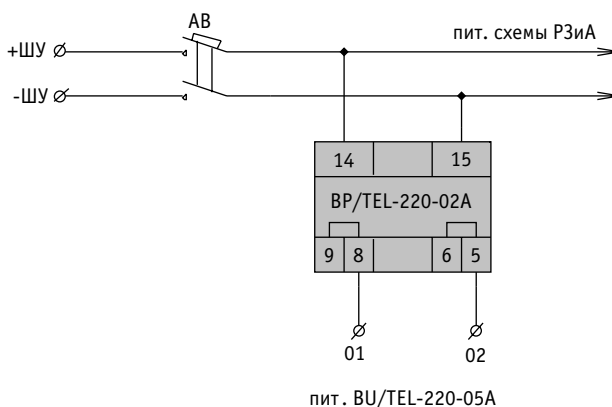 АВ
пит. схемы РЗиА
+ШУ
-ШУ
14 15
BP/TEL-220-02A
9 8 6 5
01 02
пит. BU/TEL-220-05A